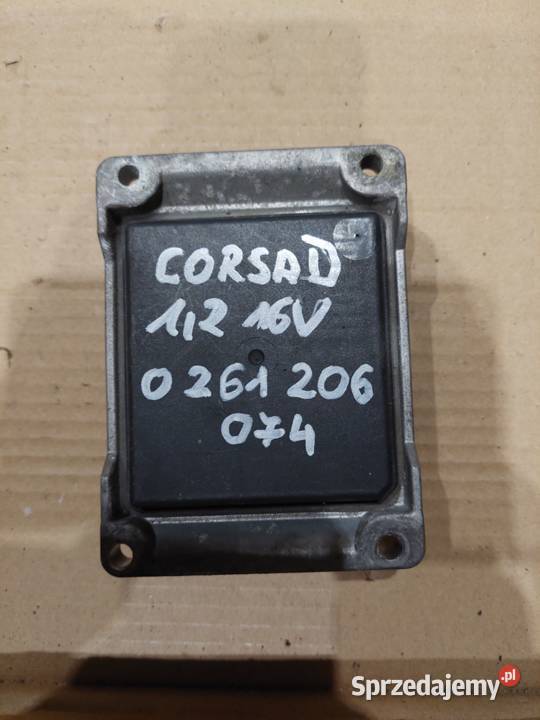 CORSA D
1,2 16V
0 261 206
074
Sprzedajemy.pl